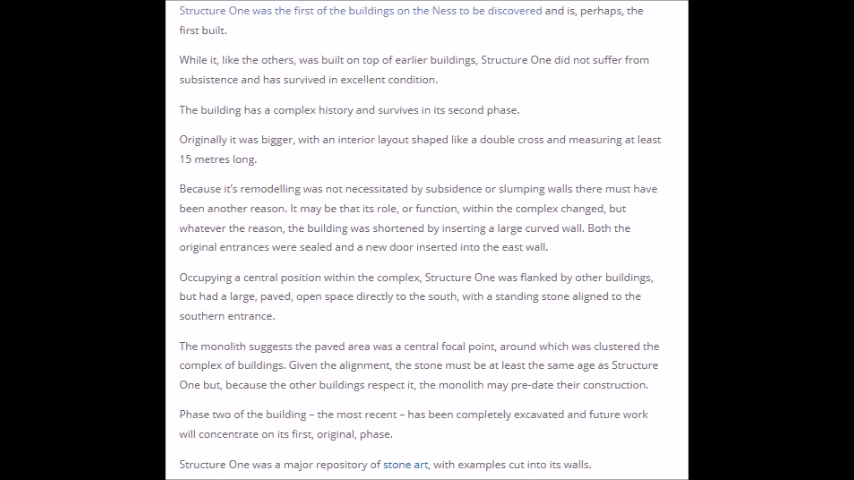 Structure One was the first of the buildings on the Ness to be discovered and is, perhaps, the
first built.
While it, like the others, was built on top of earlier buildings, Structure One did not suffer from
subsistence and has survived in excellent condition.
The building has a complex history and survives in its second phase.
Originally it was bigger, with an interior layout shaped like a double cross and measuring at least
15 metres long.
Because it's remodelling was not necessitated by subsidence or slumping walls there must have
been another reason. It may be that its role, or function, within the complex changed, but
whatever the reason, the building was shortened by inserting a large curved wall. Both the
original entrances were sealed and a new door inserted into the east wall.
Occupying a central position within the complex, Structure One was flanked by other buildings,
but had a large, paved, open space directly to the south, with a standing stone aligned to the
southern entrance.
The monolith suggests the paved area was a central focal point, around which was clustered the
complex of buildings. Given the alignment, the stone must be at least the same age as Structure
One but, because the other buildings respect it, the monolith may pre-date their construction.
Phase two of the building – the most recent – has been completely excavated and future work
will concentrate on its first, original, phase.
Structure One was a major repository of stone art, with examples cut into its walls.